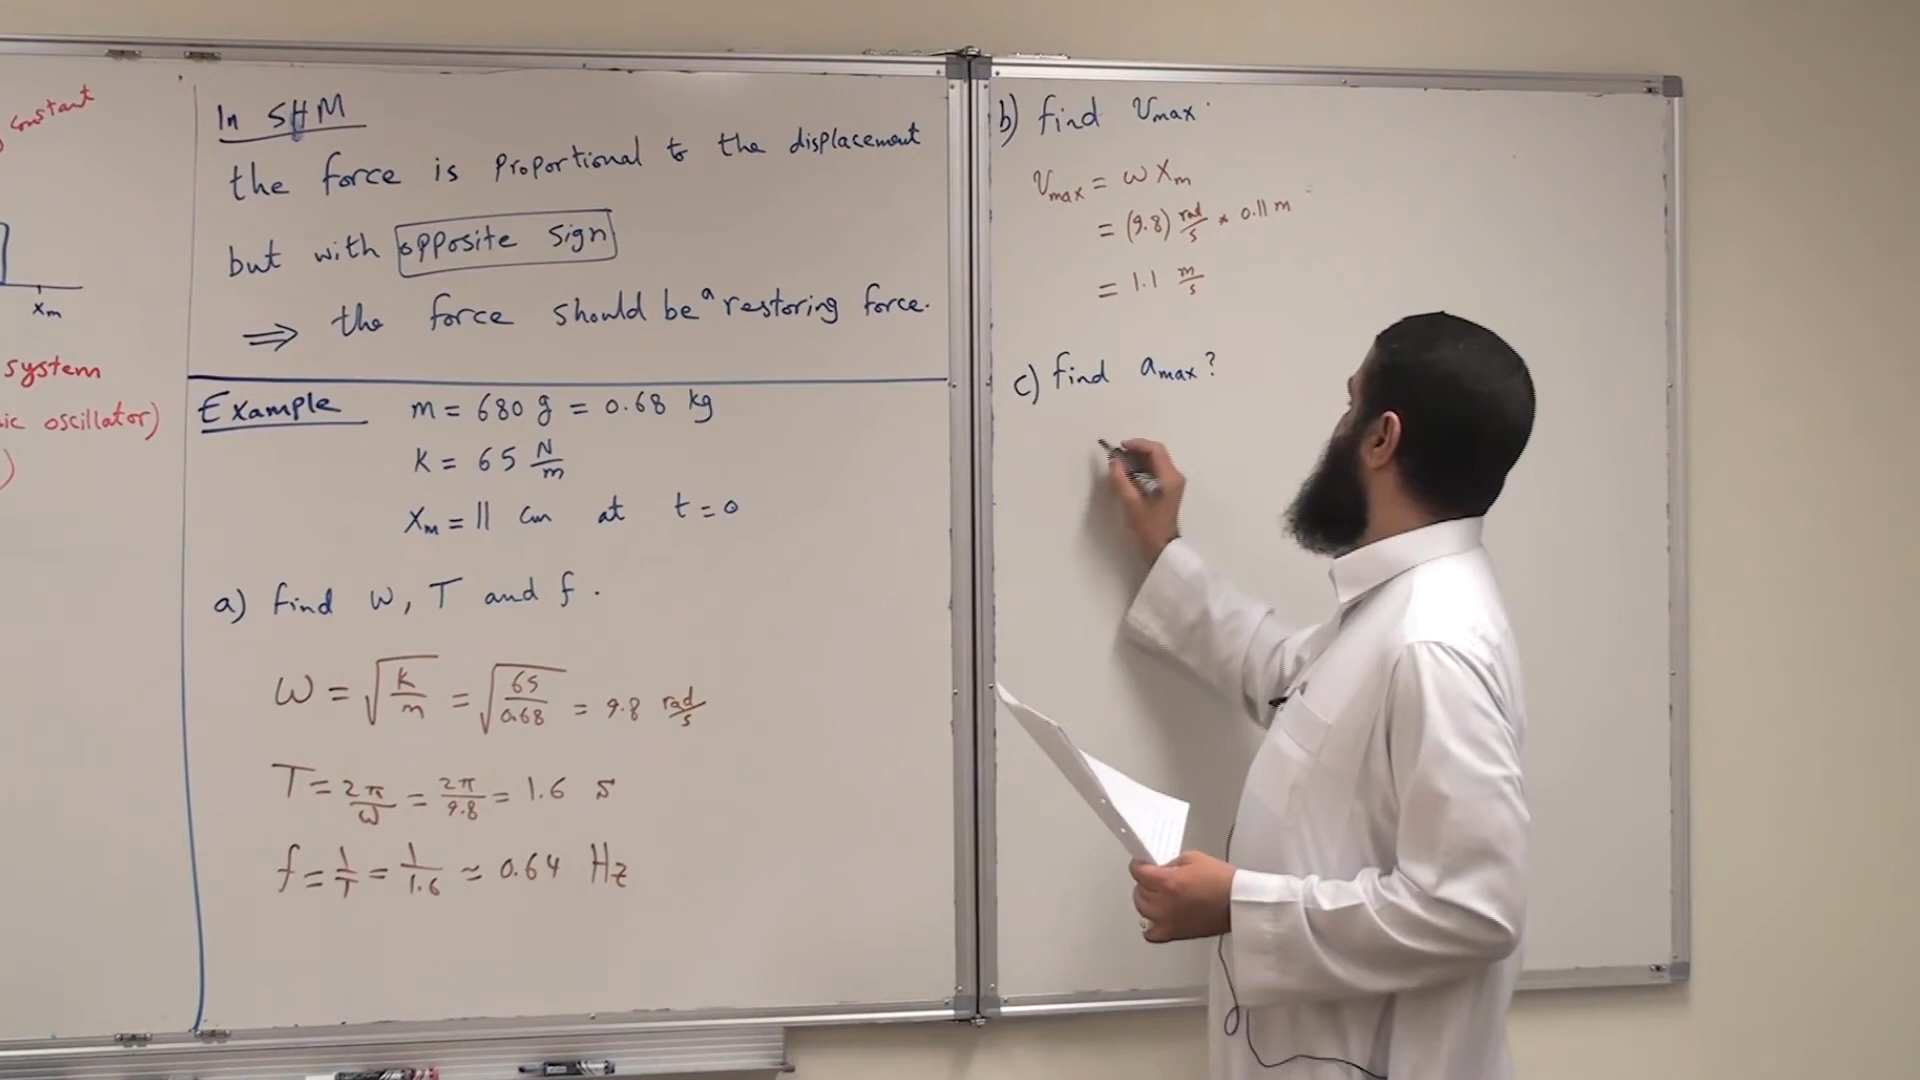 constant
xm
system
ic oscillator)
)
In SHM
the force is proportional to the displacement
but with opposite sign
⟹ the force should be a restoring force.
Example m = 680 g = 0.68 kg
K = 65 N/m
xm = 11 cm at t = 0
a) find ω, T and f.
ω = √(k/m) = √(65/0.68) = 9.8 rad/s
T = 2π/ω = 2π/9.8 = 1.6 s
f = 1/T = 1/1.6 ≃ 0.64 Hz
b) find vmax.
vmax = ω xm
= (9.8) rad/s * 0.11 m
= 1.1 m/s
c) find amax?